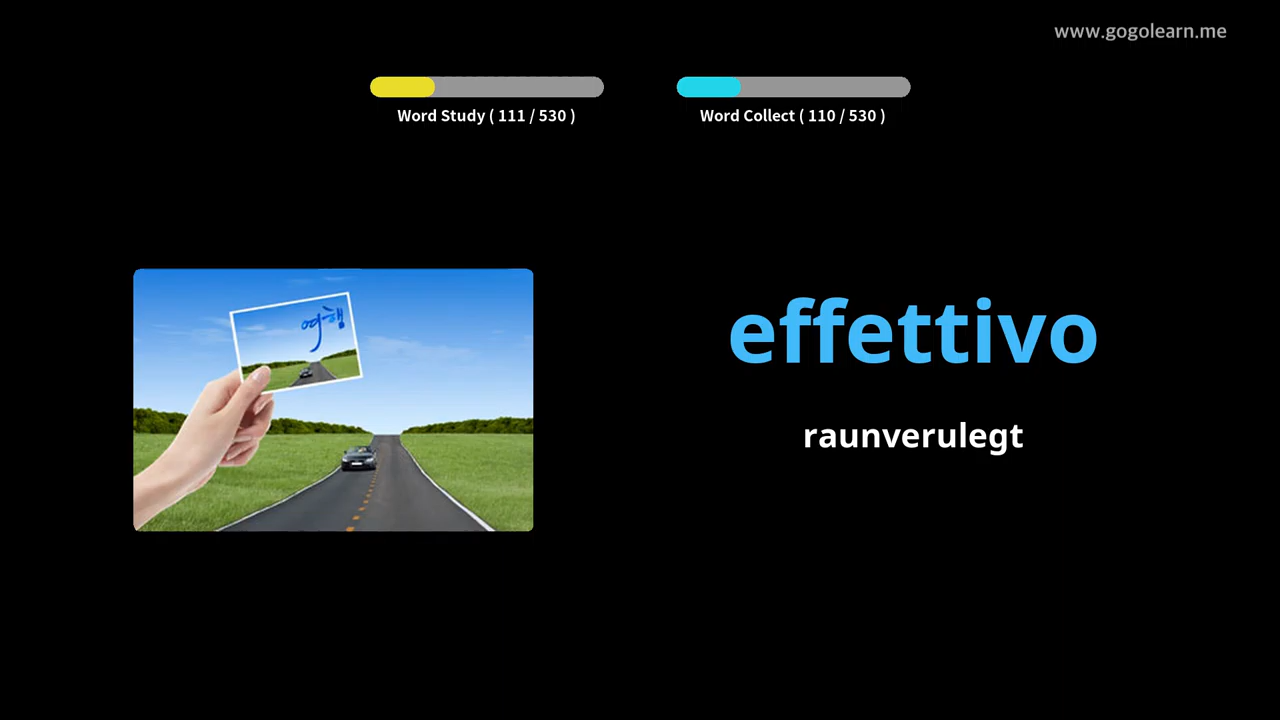 www.gogolearn.me
Word Study ( 111 / 530 )
Word Collect ( 110 / 530 )
여행
effettivo
raunverulegt